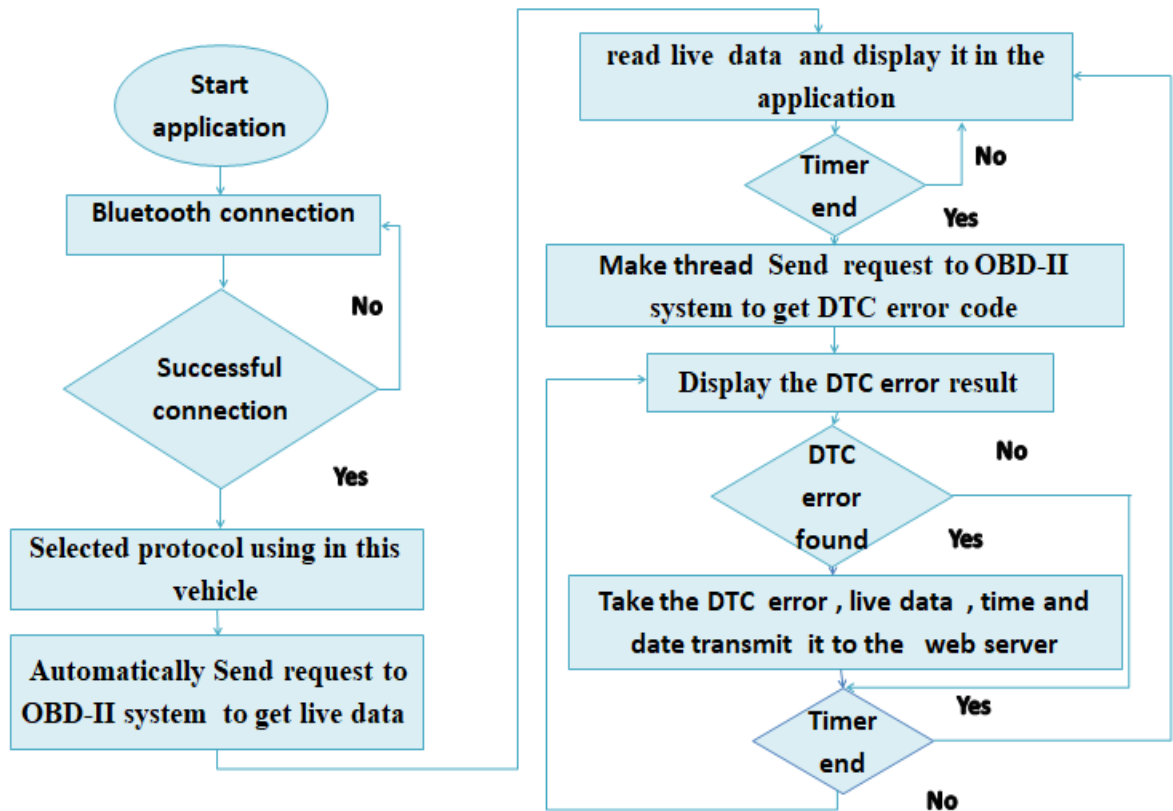 Start
application
Bluetooth connection
No
Successful
connection
Yes
Selected protocol using in this
vehicle
Automatically Send request to
OBD-II system to get live data
read live data and display it in the
application
Timer
end
No
Yes
Make thread Send request to OBD-II
system to get DTC error code
Display the DTC error result
DTC
error
found
No
Yes
Take the DTC error , live data , time and
date transmit it to the web server
Timer
end
Yes
No